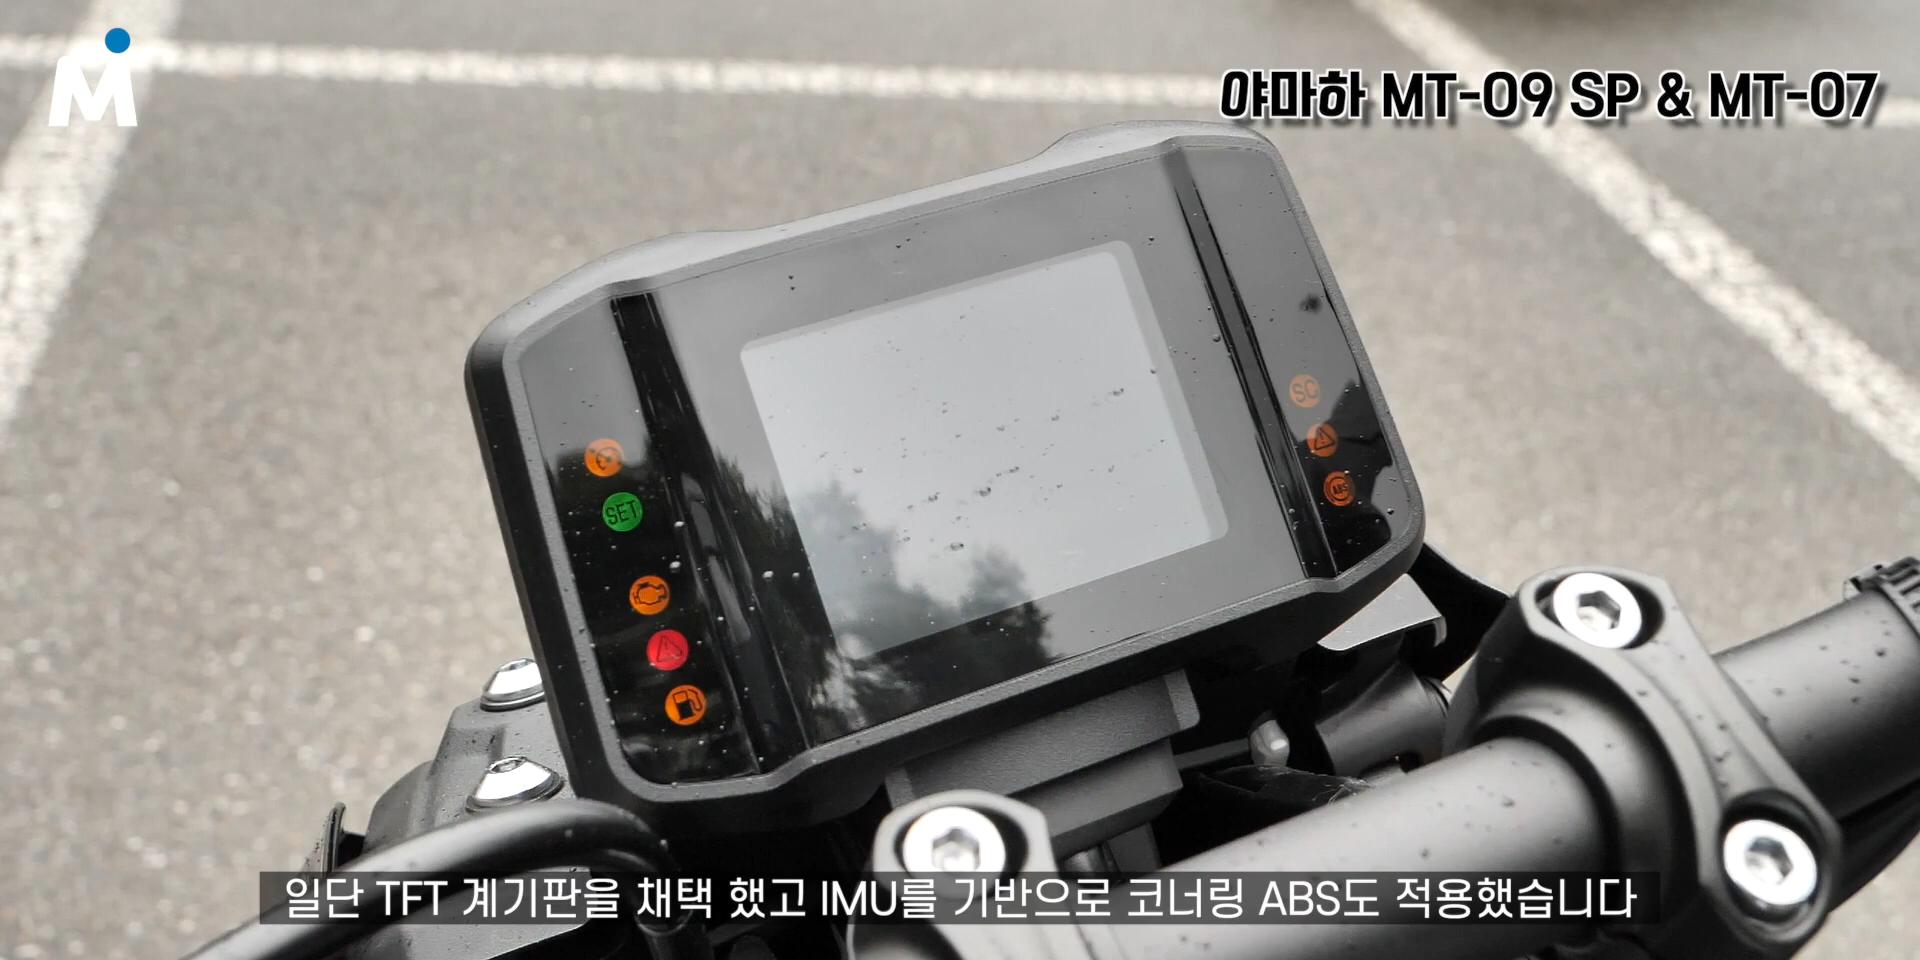 M
야마하 MT-09 SP & MT-07
SC
SET
ABS
일단 TFT 계기판을 채택 했고 IMU를 기반으로 코너링 ABS도 적용했습니다